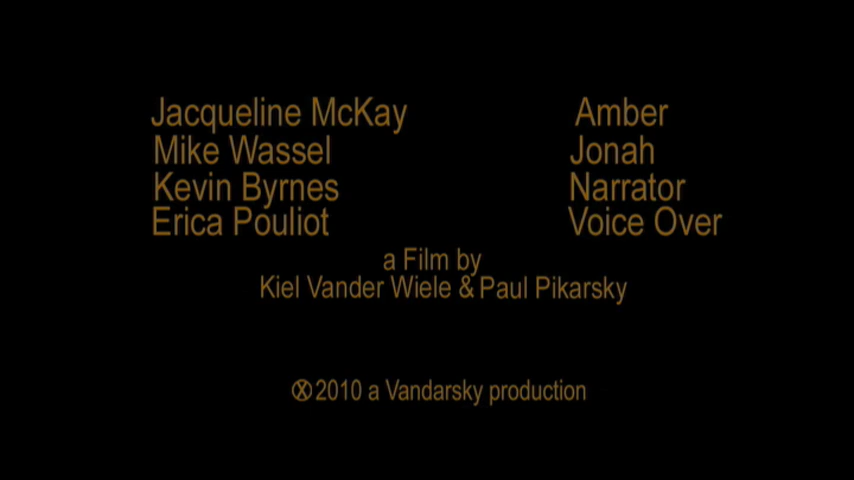 Jacqueline McKay Amber
Mike Wassel Jonah
Kevin Byrnes Narrator
Erica Pouliot Voice Over
a Film by
Kiel Vander Wiele & Paul Pikarsky
Ⓧ 2010 a Vandarsky production